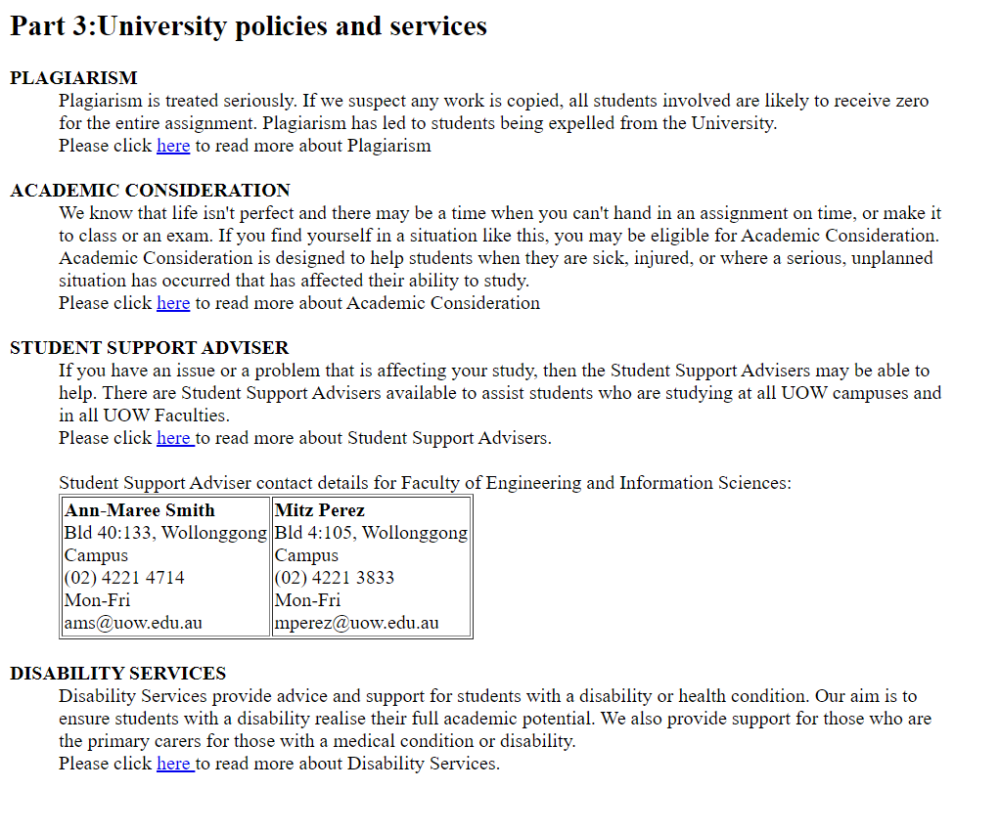 Part 3:University policies and services
PLAGIARISM
Plagiarism is treated seriously. If we suspect any work is copied, all students involved are likely to receive zero
for the entire assignment. Plagiarism has led to students being expelled from the University.
Please click here to read more about Plagiarism
ACADEMIC CONSIDERATION
We know that life isn't perfect and there may be a time when you can't hand in an assignment on time, or make it
to class or an exam. If you find yourself in a situation like this, you may be eligible for Academic Consideration.
Academic Consideration is designed to help students when they are sick, injured, or where a serious, unplanned
situation has occurred that has affected their ability to study.
Please click here to read more about Academic Consideration
STUDENT SUPPORT ADVISER
If you have an issue or a problem that is affecting your study, then the Student Support Advisers may be able to
help. There are Student Support Advisers available to assist students who are studying at all UOW campuses and
in all UOW Faculties.
Please click here to read more about Student Support Advisers.
Student Support Adviser contact details for Faculty of Engineering and Information Sciences:
Ann-Maree Smith
Bld 40:133, Wollonggong
Campus
(02) 4221 4714
Mon-Fri
ams@uow.edu.au
Mitz Perez
Bld 4:105, Wollonggong
Campus
(02) 4221 3833
Mon-Fri
mperez@uow.edu.au
DISABILITY SERVICES
Disability Services provide advice and support for students with a disability or health condition. Our aim is to
ensure students with a disability realise their full academic potential. We also provide support for those who are
the primary carers for those with a medical condition or disability.
Please click here to read more about Disability Services.